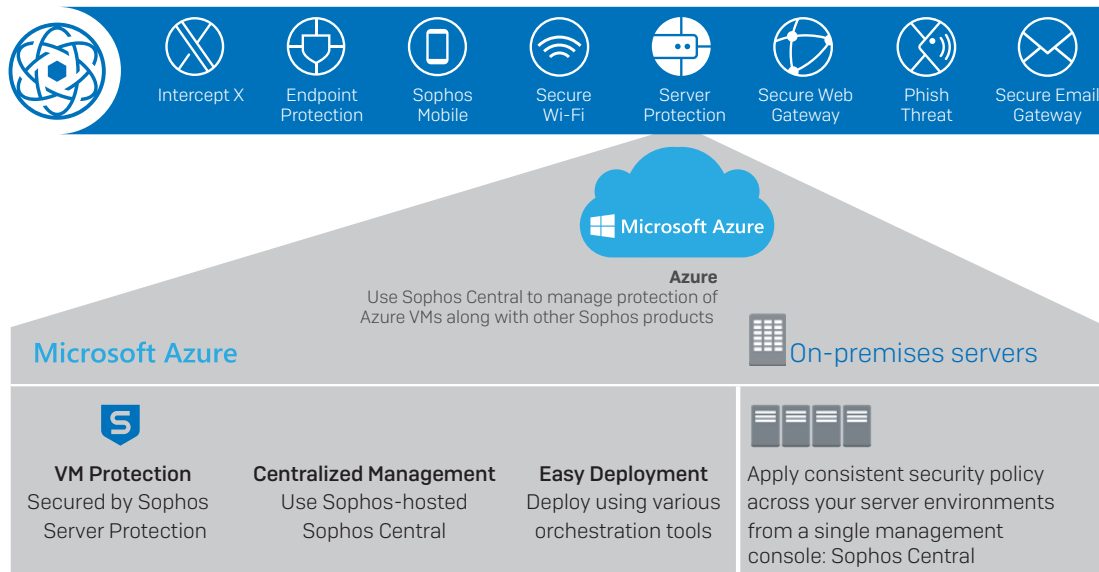 Intercept X
Endpoint
Protection
Sophos
Mobile
Secure
Wi-Fi
Server
Protection
Secure Web
Gateway
Phish
Threat
Secure Email
Gateway
Microsoft Azure
Azure
Use Sophos Central to manage protection of
Azure VMs along with other Sophos products
Microsoft Azure
On-premises servers
S
VM Protection
Secured by Sophos
Server Protection
Centralized Management
Use Sophos-hosted
Sophos Central
Easy Deployment
Deploy using various
orchestration tools
Apply consistent security policy
across your server environments
from a single management
console: Sophos Central